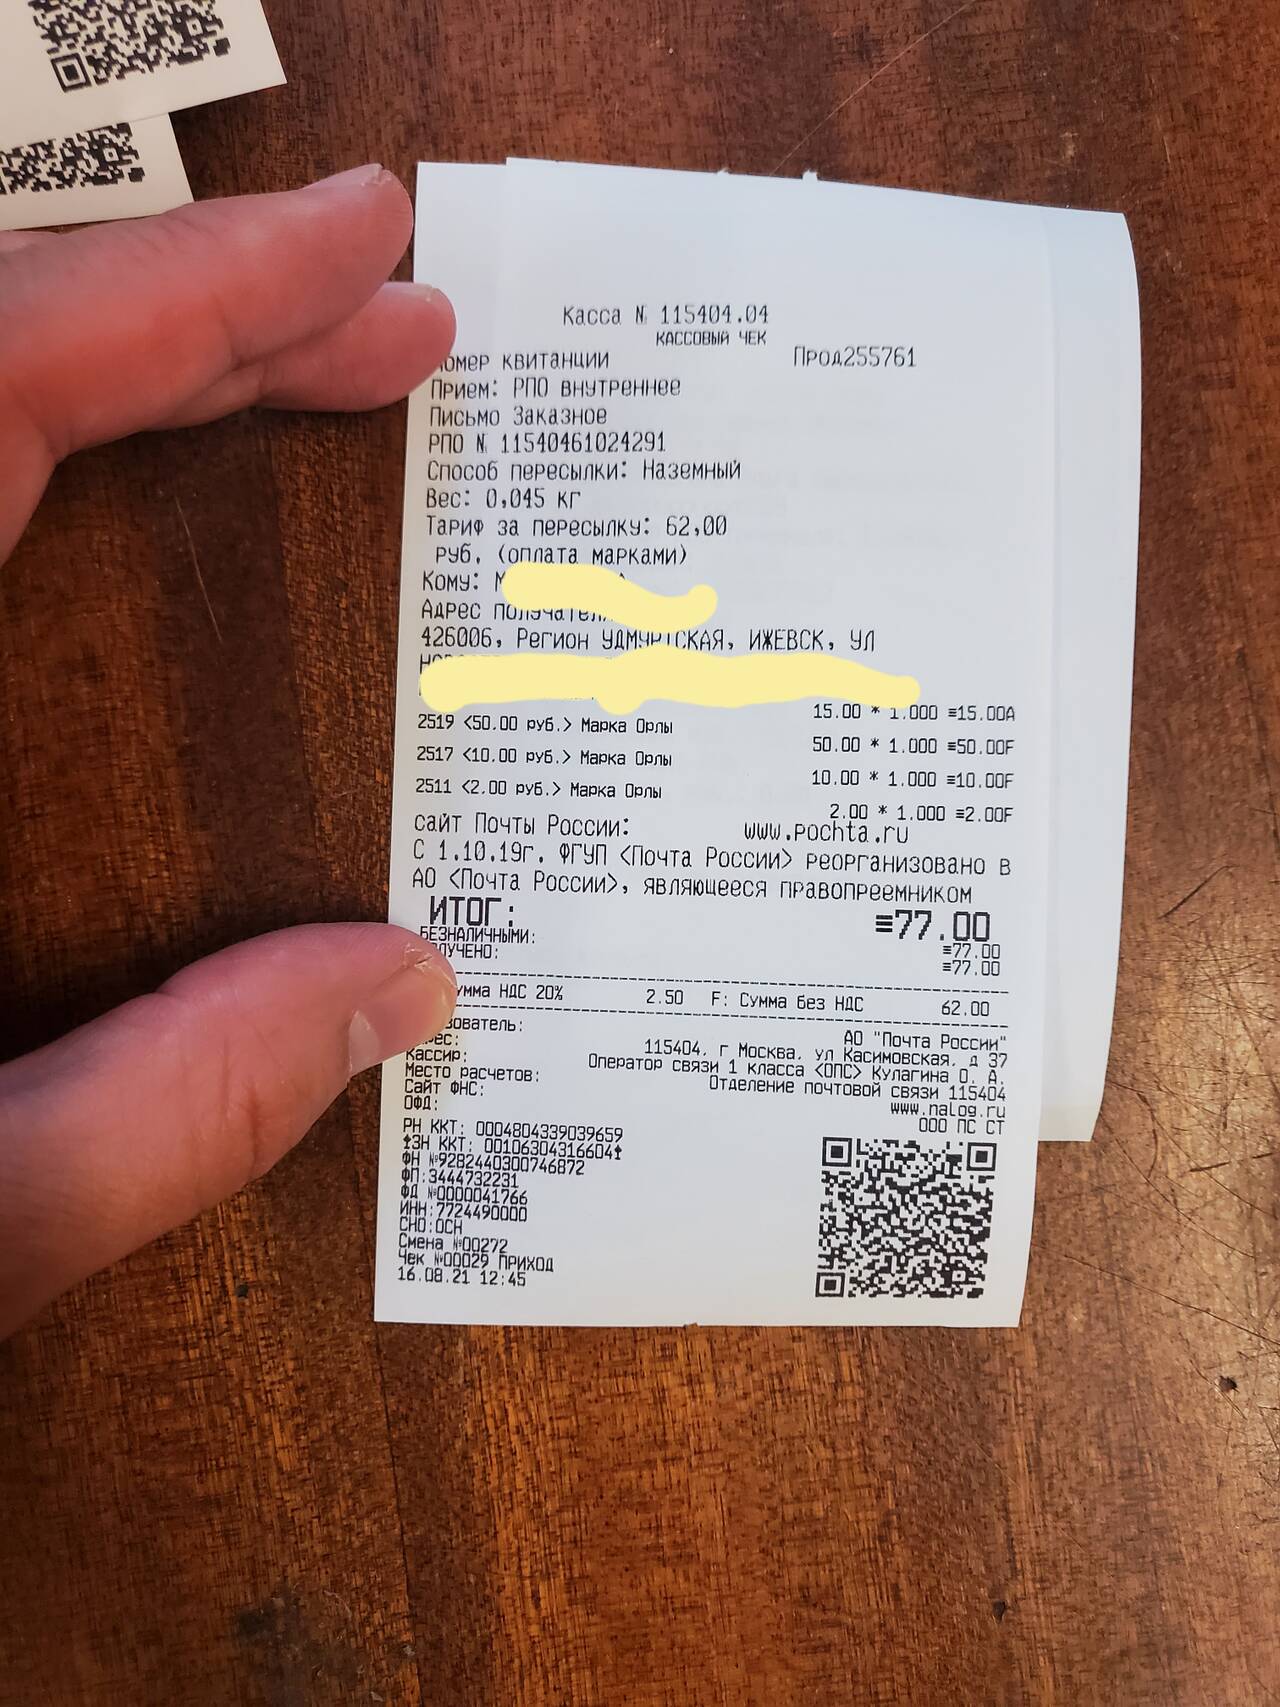 Касса № 115404.04
КАССОВЫЙ ЧЕК
омер квитанции Прод255761
Прием: РПО внутреннее
Письмо Заказное
РПО № 11540461024291
Способ пересылки: Наземный
Вес: 0,045 кг
Тариф за пересылку: 62,00
руб. (оплата марками)
Кому:
Адрес
426006, Регион УДМУРТСКАЯ, ИЖЕВСК, УЛ
15.00 * 1.000 ≡15.00А
2519 <50.00 руб.> Марка Орлы
50.00 * 1.000 ≡50.00F
2517 <10.00 руб.> Марка Орлы
10.00 * 1.000 ≡10.00F
2511 <2.00 руб.> Марка Орлы
2.00 * 1.000 ≡2.00F
сайт Почты России: www.pochta.ru
С 1.10.19г. ФГУП <Почта России> реорганизовано в
АО <Почта России>, являющееся правопреемником
ИТОГ: ≡77.00
БЕЗНАЛИЧНЫМИ: ≡77.00
ЛУЧЕНО: ≡77.00
умма НДС 20% 2.50 F: Сумма без НДС 62.00
зователь: АО "Почта России"
рес: 115404, г Москва, ул Касимовская, д 37
Кассир: Оператор связи 1 класса <ОПС> Кулагина О. А.
Место расчетов: Отделение почтовой связи 115404
Сайт ФНС: www.nalog.ru
ОФД: ООО ПС СТ
РН ККТ: 0004804339039659
ЗН ККТ: 00106304316604
ФН №9282440300746872
ФП:3444732231
ФД №0000041766
ИНН:7724490000
СНО:ОСН
Смена №00272
Чек №00029 ПРИХОД
16.08.21 12:45